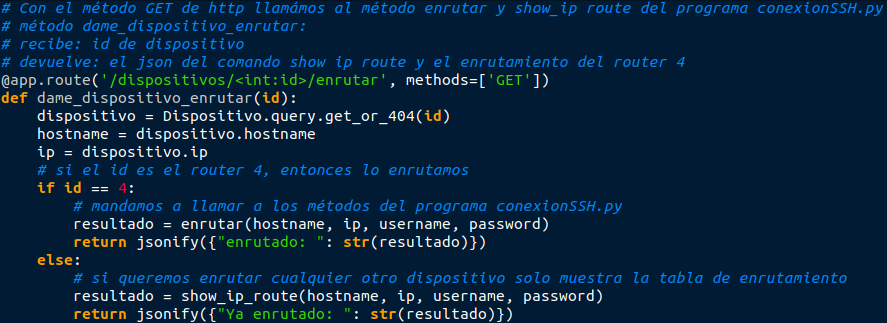 # Con el método GET de http llamámos al método enrutar y show_ip route del programa conexionSSH.py
# método dame_dispositivo_enrutar:
# recibe: id de dispositivo
# devuelve: el json del comando show ip route y el enrutamiento del router 4
@app.route('/dispositivos/<int:id>/enrutar', methods=['GET'])
def dame_dispositivo_enrutar(id):
    dispositivo = Dispositivo.query.get_or_404(id)
    hostname = dispositivo.hostname
    ip = dispositivo.ip
    # si el id es el router 4, entonces lo enrutamos
    if id == 4:
        # mandamos a llamar a los métodos del programa conexionSSH.py
        resultado = enrutar(hostname, ip, username, password)
        return jsonify({"enrutado: ": str(resultado)})
    else:
        # si queremos enrutar cualquier otro dispositivo solo muestra la tabla de enrutamiento
        resultado = show_ip_route(hostname, ip, username, password)
        return jsonify({"Ya enrutado: ": str(resultado)})